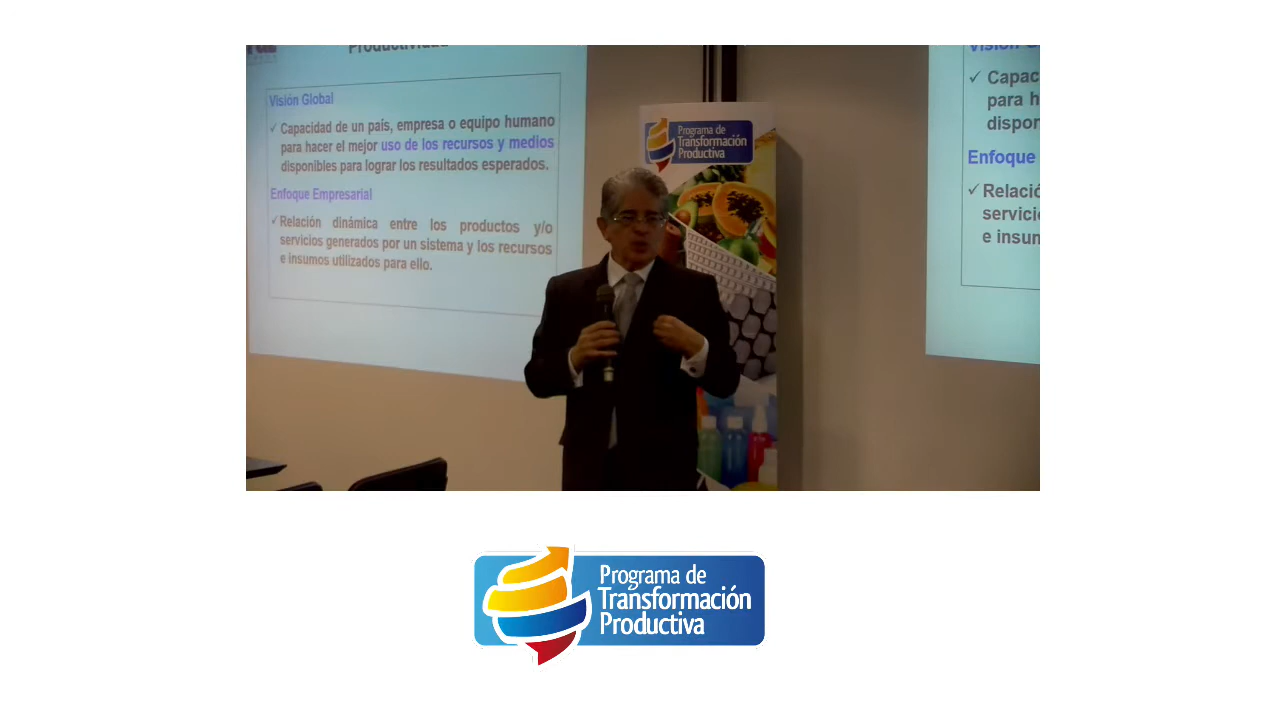 Productividad
Visión Global
✓ Capacidad de un país, empresa o equipo humano
para hacer el mejor uso de los recursos y medios
disponibles para lograr los resultados esperados.
Enfoque Empresarial
✓ Relación dinámica entre los productos y/o
servicios generados por un sistema y los recursos
e insumos utilizados para ello.
Programa de
Transformación
Productiva
Visión G
✓ Capac
para h
dispon
Enfoque
✓ Relació
servicio
e insum
Programa de
Transformación
Productiva